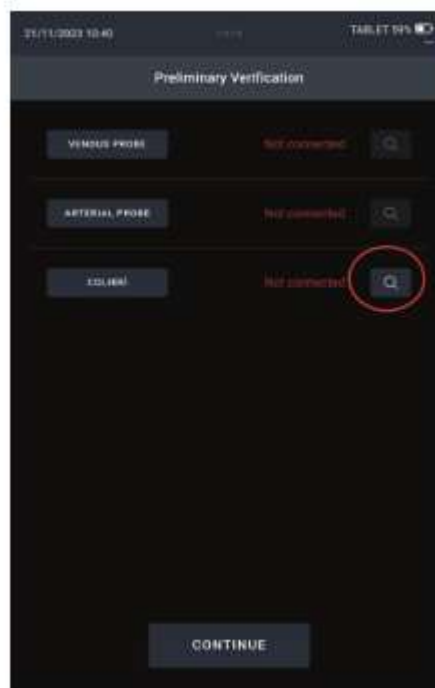 21/11/2023 10:40
TABLET 59%
Preliminary Verification
VENOUS PROBE
Not connected
ARTERIAL PROBE
Not connected
COLIBRÌ
Not connected
CONTINUE